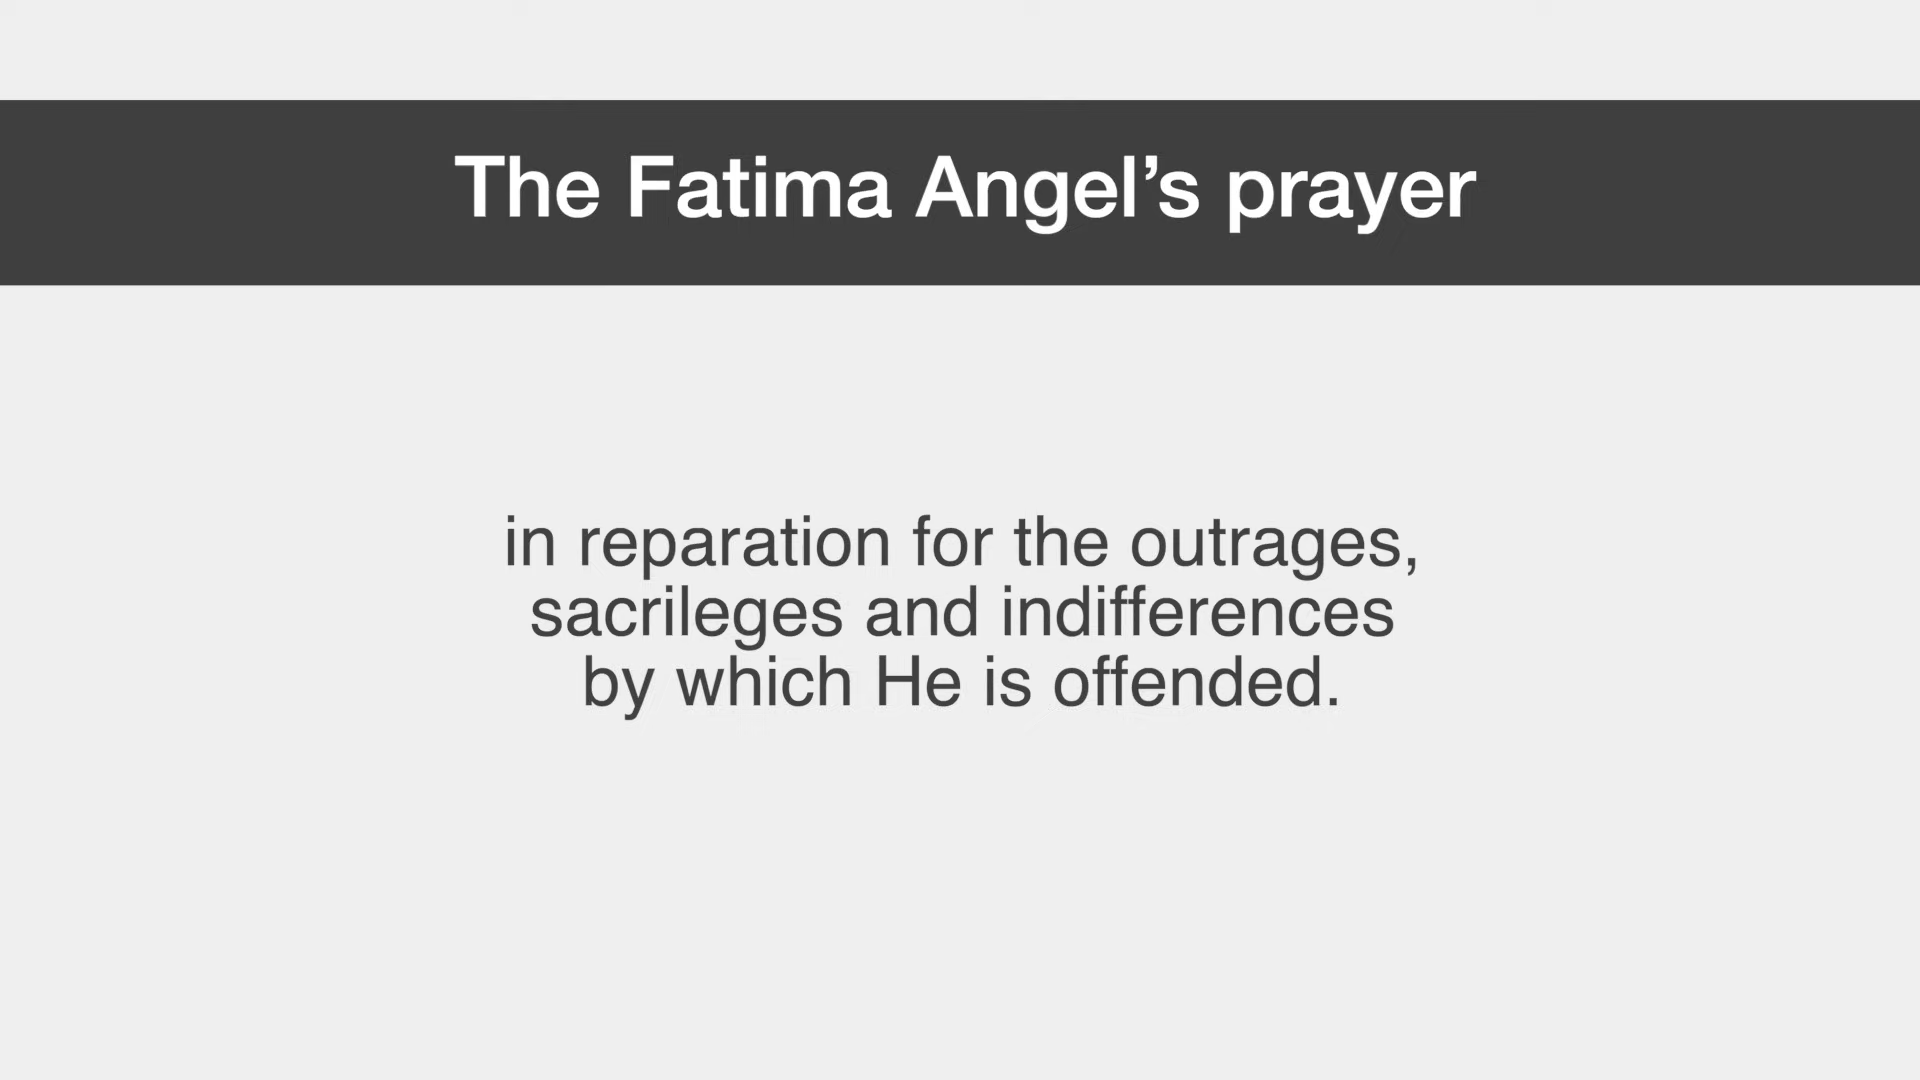 The Fatima Angel’s prayer
in reparation for the outrages,
sacrileges and indifferences
by which He is offended.